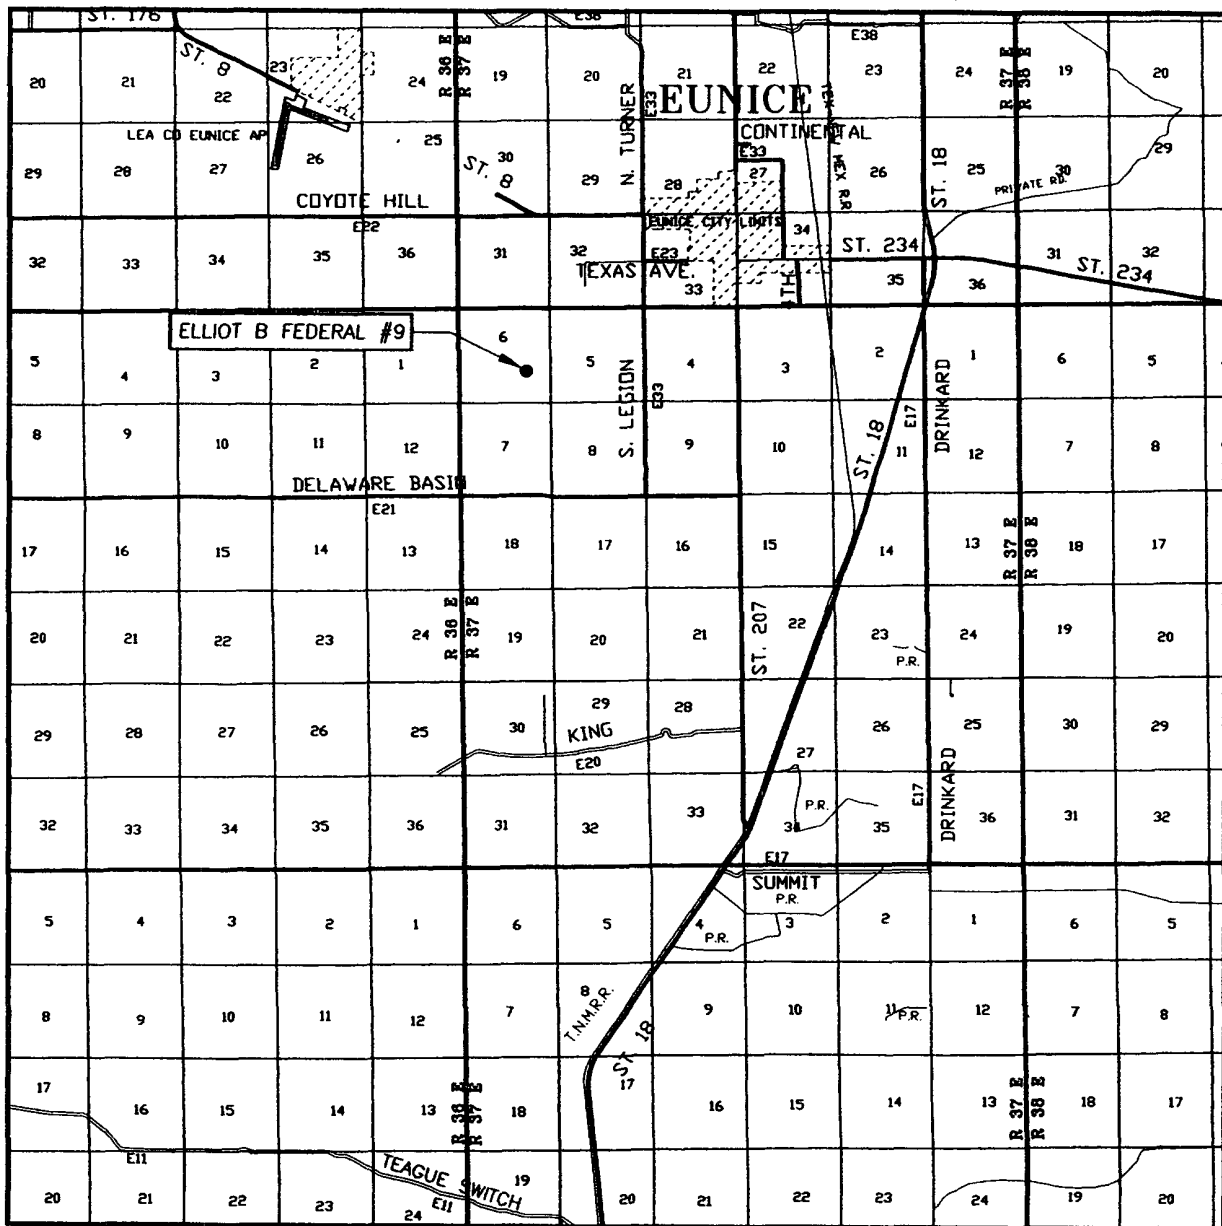 ST. 176
E38
E38
ST. 8
23
20 21 22 24 19 20 21 22 23 24 19 20
R 36 E
R 37 E
R 37 E
R 38 E
N. TURNER
E33
EUNICE
CONTINENTAL
E33
LEA CO EUNICE AP
TEX-NEW MEX R.R
29 28 27 26 25 30 29 28 27 26 25 30 29
ST. 8
ST. 18
PRIVATE RD.
COYOTE HILL
E22
EUNICE CITY LIMITS
32 33 34 35 36 31 32 33 34 35 36 31 32
E23
TEXAS AVE.
4TH
ST. 234
ST. 234
ELLIOT B FEDERAL #9
5 4 3 2 1 6 5 4 3 2 1 6 5
S. LEGION
E33
E17
DRINKARD
ST. 18
8 9 10 11 12 7 8 9 10 11 12 7 8
DELAWARE BASIN
E21
17 16 15 14 13 18 17 16 15 14 13 18 17
R 37 E
R 38 E
R 36 E
R 37 E
ST. 207
20 21 22 23 24 19 20 21 22 23 24 19 20
P.R.
29 28 27 26 25 30 29 28 27 26 25 30 29
KING
E20
P.R.
E17
DRINKARD
32 33 34 35 36 31 32 33 34 35 36 31 32
E17
SUMMIT
P.R.
5 4 3 2 1 6 5 4 3 2 1 6 5
P.R.
8 9 10 11 12 7 8 9 10 11 12 7 8
P.R.
T.N.M.R.R.
ST. 18
17 16 15 14 13 18 17 16 15 14 13 18 17
R 36 E
R 37 E
R 37 E
R 38 E
E11
TEAGUE SWITCH
E11
20 21 22 23 24 19 20 21 22 23 24 19 20